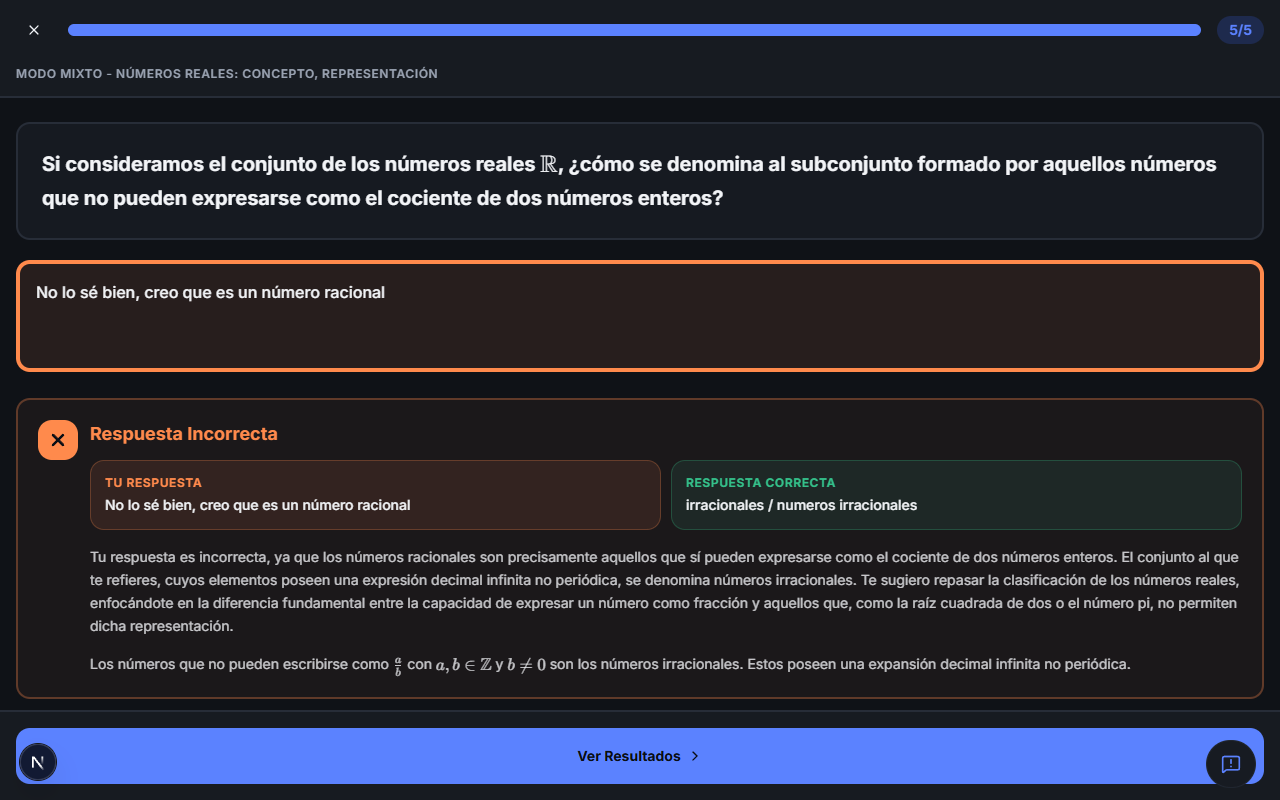 5/5
MODO MIXTO - NÚMEROS REALES: CONCEPTO, REPRESENTACIÓN
Si consideramos el conjunto de los números reales ℝ, ¿cómo se denomina al subconjunto formado por aquellos números
que no pueden expresarse como el cociente de dos números enteros?
No lo sé bien, creo que es un número racional
Respuesta Incorrecta
TU RESPUESTA
No lo sé bien, creo que es un número racional
RESPUESTA CORRECTA
irracionales / numeros irracionales
Tu respuesta es incorrecta, ya que los números racionales son precisamente aquellos que sí pueden expresarse como el cociente de dos números enteros. El conjunto al que
te refieres, cuyos elementos poseen una expresión decimal infinita no periódica, se denomina números irracionales. Te sugiero repasar la clasificación de los números reales,
enfocándote en la diferencia fundamental entre la capacidad de expresar un número como fracción y aquellos que, como la raíz cuadrada de dos o el número pi, no permiten
dicha representación.
Los números que no pueden escribirse como a/b con a, b ∈ ℤ y b ≠ 0 son los números irracionales. Estos poseen una expansión decimal infinita no periódica.
Ver Resultados
N